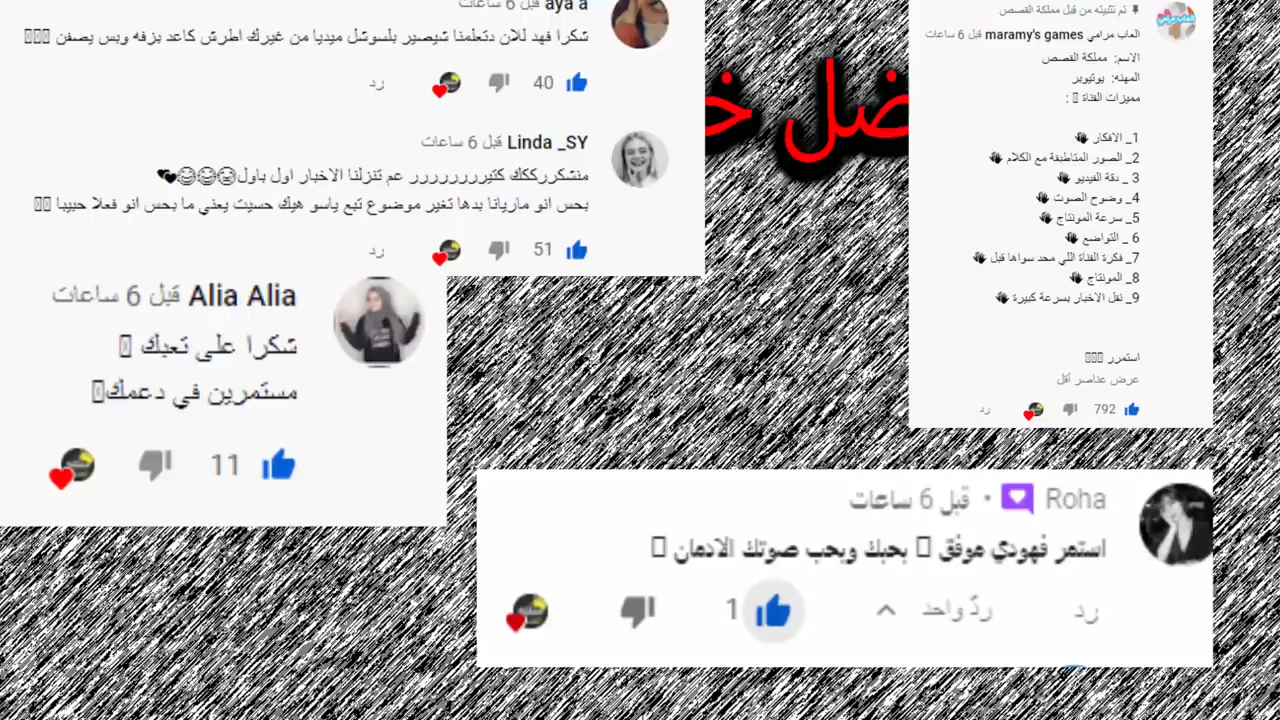 aya a قبل 6 ساعات
شكرا فهد للان دتعلمنا شيصير بلسوشل ميديا من غيرك اطرش كاعد بزفه وبس يصفن
40
رد
Linda _SY قبل 6 ساعات
منشكررككك كتيرررررررر عم تنزلنا الاخبار اول باول
بحس انو ماريانا بدها تغير موضوع تبع ياسو هيك حسيت يعني ما بحس انو فعلا حبيبا
51
رد
Alia Alia قبل 6 ساعات
شكرا على تعبك
مستمرين في دعمك
11
ضل خ
تم تثبيته من قبل مملكة القصص
العاب مرامي maramy's games قبل 6 ساعات
الاسم: مملكة القصص
المهنه: يوتيوبر
مميزات القناة :
1_ الافكار
2_ الصور المتاطبقة مع الكلام
3 _ دقة الفيديو
4_ وضوح الصوت
5_ سرعة المونتاج
6 _ التواضع
7_ فكرة القناة اللي محد سواها قبل
8_ المونتاج
9_ نقل الاخبار بسرعة كبيرة
استمرر
عرض عناصر أقل
792
رد
Roha • قبل 6 ساعات
استمر فهودي موفق بحبك وبحب صوتك الادمان
1
ردّ واحد
رد